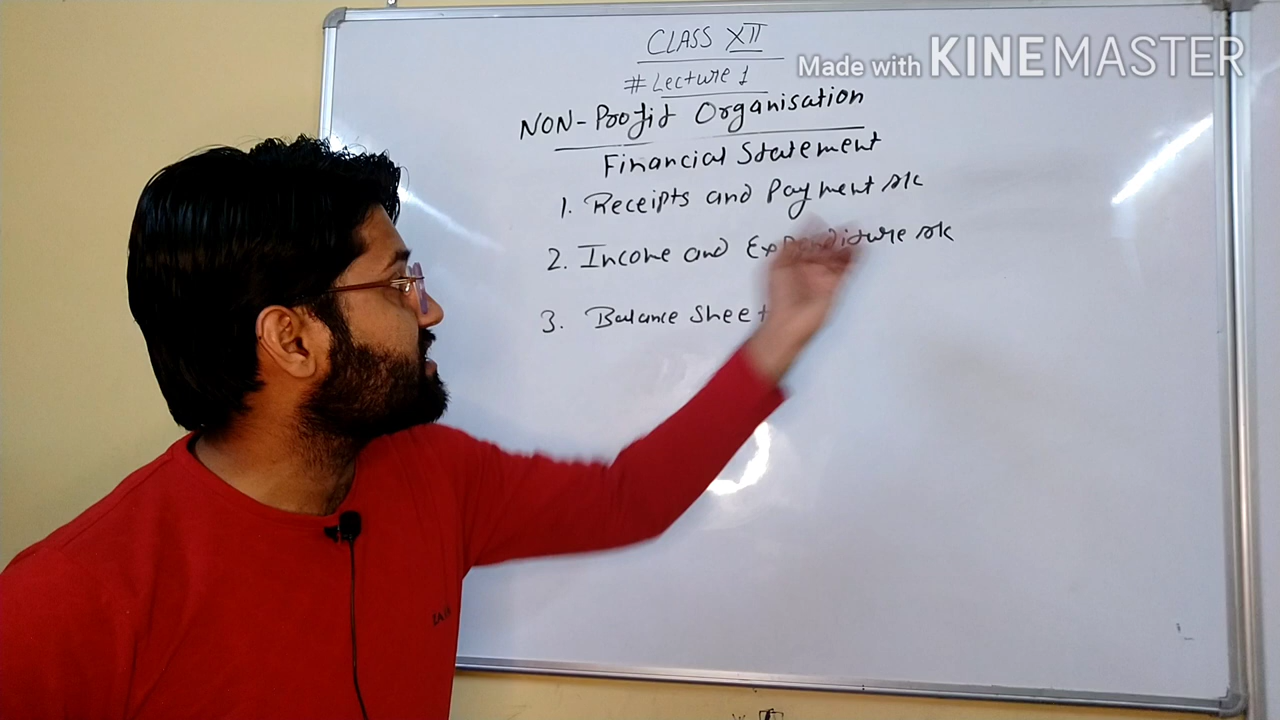 CLASS XII
# Lecture 1
Made with KINEMASTER
NON-Profit Organisation
Financial Statement
1. Receipts and Payment a/c
2. Income and Expenditure a/c
3. Balance Sheet